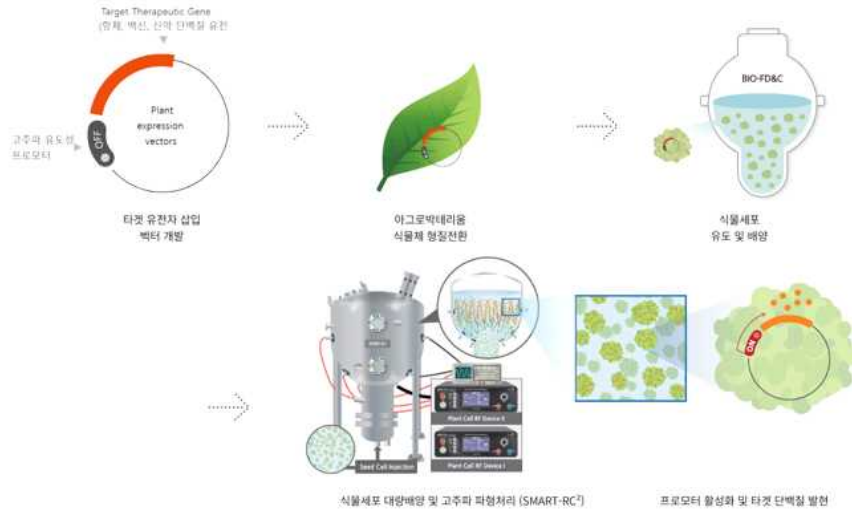 Target Therapeutic Gene
(항체, 백신, 신약 단백질 유전
Plant
expression
vectors
OFF
고주파 유도성
프로모터
타겟 유전자 삽입
벡터 개발
아그로박테리움
식물체 형질전환
BIO-FD&C
식물세포
유도 및 배양
Plant Cell RF Device II
Plant Cell RF Device I
Seed Cell Injection
ON
식물세포 대량배양 및 고주파 파형처리 (SMART-RC²)
프로모터 활성화 및 타겟 단백질 발현